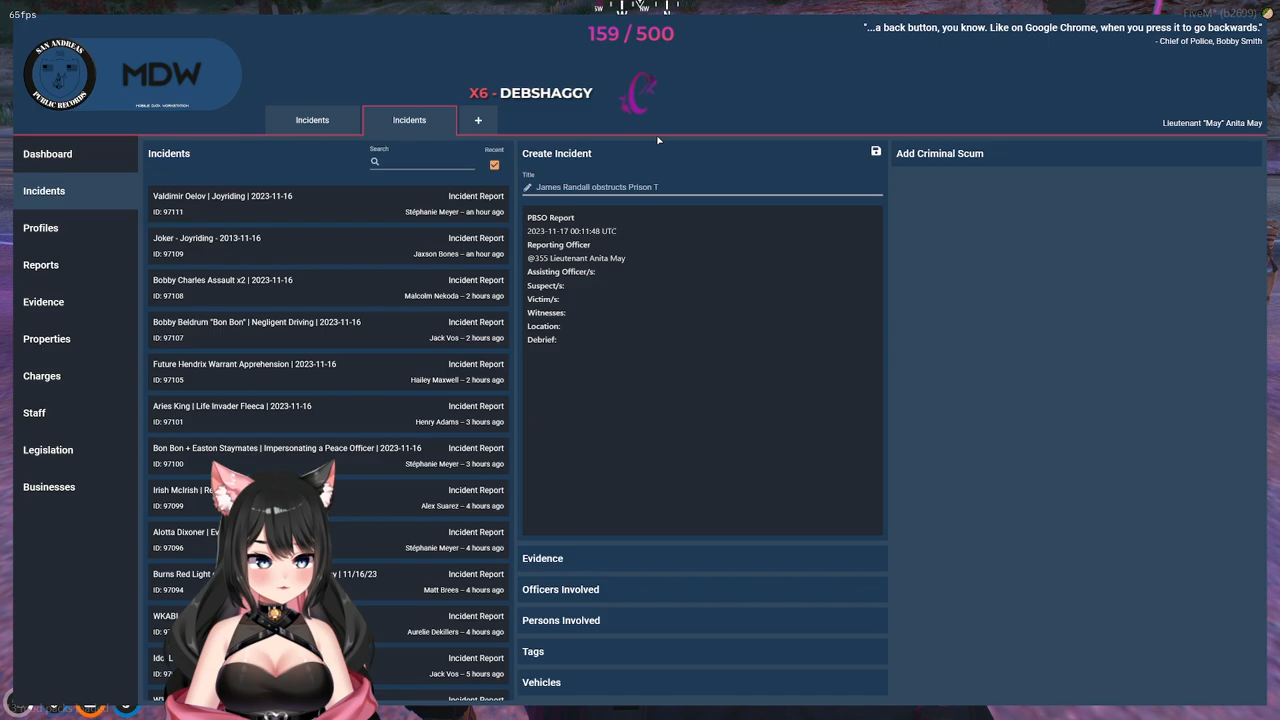 65fps
SW
NW
FiveM® (b2699)
159 / 500
"...a back button, you know. Like on Google Chrome, when you press it to go backwards."
- Chief of Police, Bobby Smith
SAN ANDREAS
PUBLIC RECORDS
MDW
MOBILE DATA WORKSTATION
X6 - DEBSHAGGY
Incidents
Incidents
+
Lieutenant "May" Anita May
Dashboard
Incidents
Profiles
Reports
Evidence
Properties
Charges
Staff
Legislation
Businesses
Incidents
Search
Recent
Valdimir Oelov | Joyriding | 2023-11-16
Incident Report
ID: 97111
Stéphanie Meyer – an hour ago
Joker - Joyriding - 2013-11-16
Incident Report
ID: 97109
Jaxson Bones – an hour ago
Bobby Charles Assault x2 | 2023-11-16
Incident Report
ID: 97108
Malcolm Nekoda – 2 hours ago
Bobby Beldrum "Bon Bon" | Negligent Driving | 2023-11-16
Incident Report
ID: 97107
Jack Vos – 2 hours ago
Future Hendrix Warrant Apprehension | 2023-11-16
Incident Report
ID: 97105
Hailey Maxwell – 2 hours ago
Aries King | Life Invader Fleeca | 2023-11-16
Incident Report
ID: 97101
Henry Adams – 3 hours ago
Bon Bon + Easton Staymates | Impersonating a Peace Officer | 2023-11-16
Incident Report
ID: 97100
Stéphanie Meyer – 3 hours ago
Irish McIrish |
Incident Report
ID: 97099
Alex Suarez – 4 hours ago
Alotta Dixoner |
Incident Report
ID: 97096
Stéphanie Meyer – 4 hours ago
Burns Red Light
| 11/16/23
Incident Report
ID: 97094
Matt Brees – 4 hours ago
Incident Report
Aurelie Dekillers – 4 hours ago
Incident Report
Jack Vos – 5 hours ago
Incident Report
Create Incident
Title
James Randall obstructs Prison T
PBSO Report
2023-11-17 00:11:48 UTC
Reporting Officer
@355 Lieutenant Anita May
Assisting Officer/s:
Suspect/s:
Victim/s:
Witnesses:
Location:
Debrief:
Evidence
Officers Involved
Persons Involved
Tags
Vehicles
Add Criminal Scum